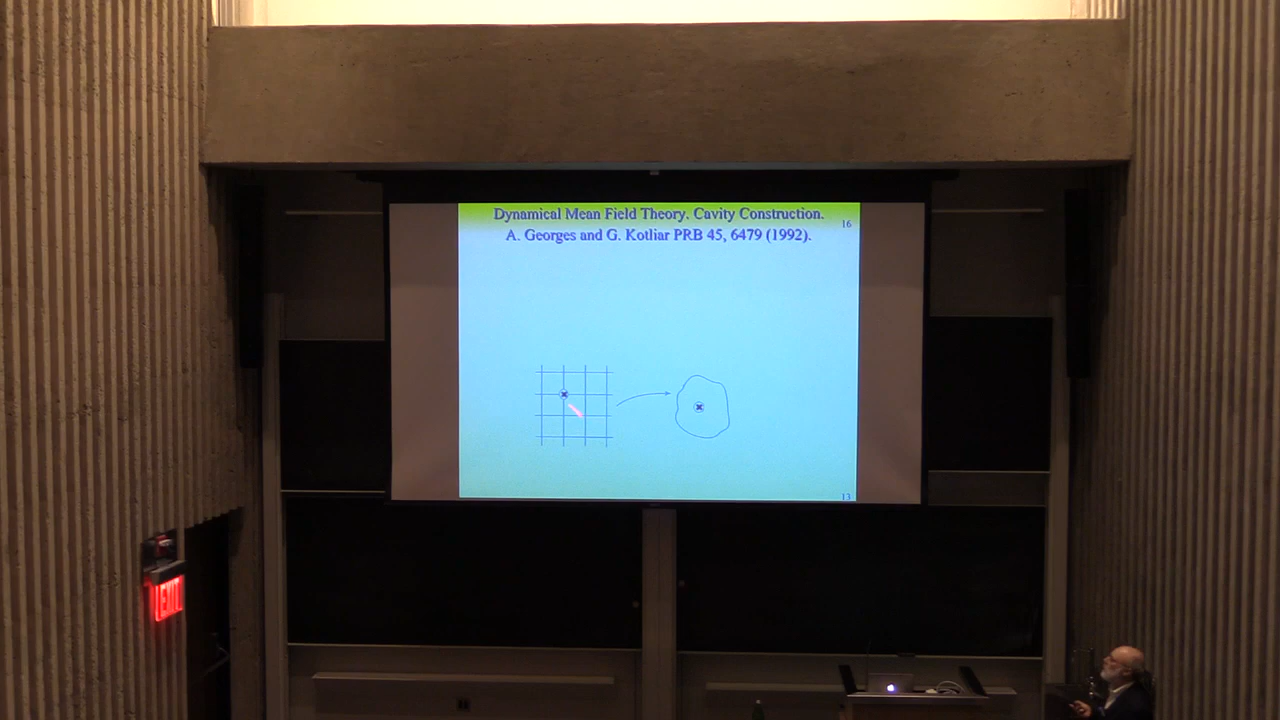 Dynamical Mean Field Theory. Cavity Construction.
16
A. Georges and G. Kotliar PRB 45, 6479 (1992).
13
EXIT